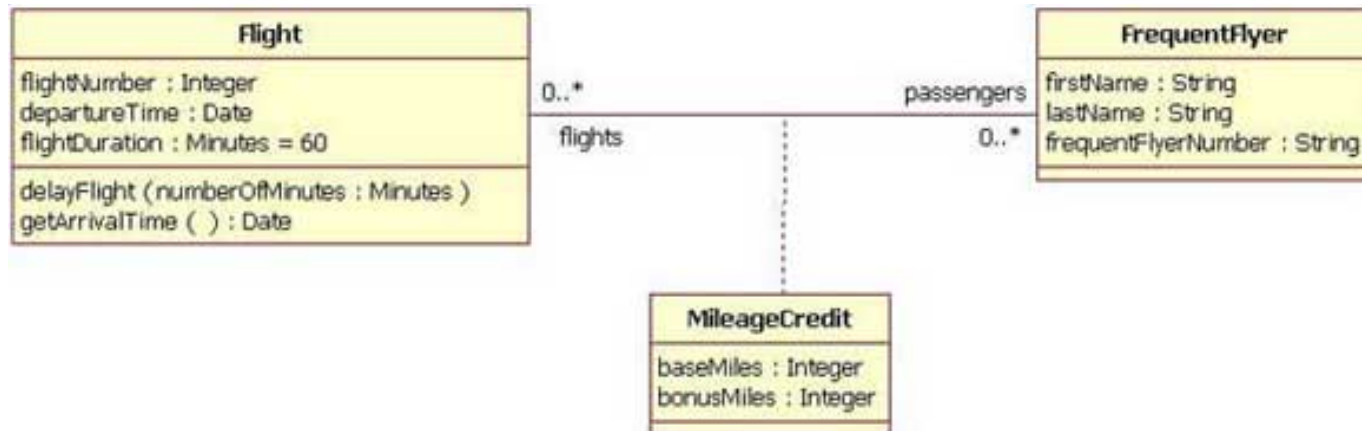 Flight
flightNumber : Integer
departureTime : Date
flightDuration : Minutes = 60
delayFlight ( numberOfMinutes : Minutes )
getArrivalTime ( ) : Date
0..*
flights
passengers
0..*
FrequentFlyer
firstName : String
lastName : String
frequentFlyerNumber : String
MileageCredit
baseMiles : Integer
bonusMiles : Integer